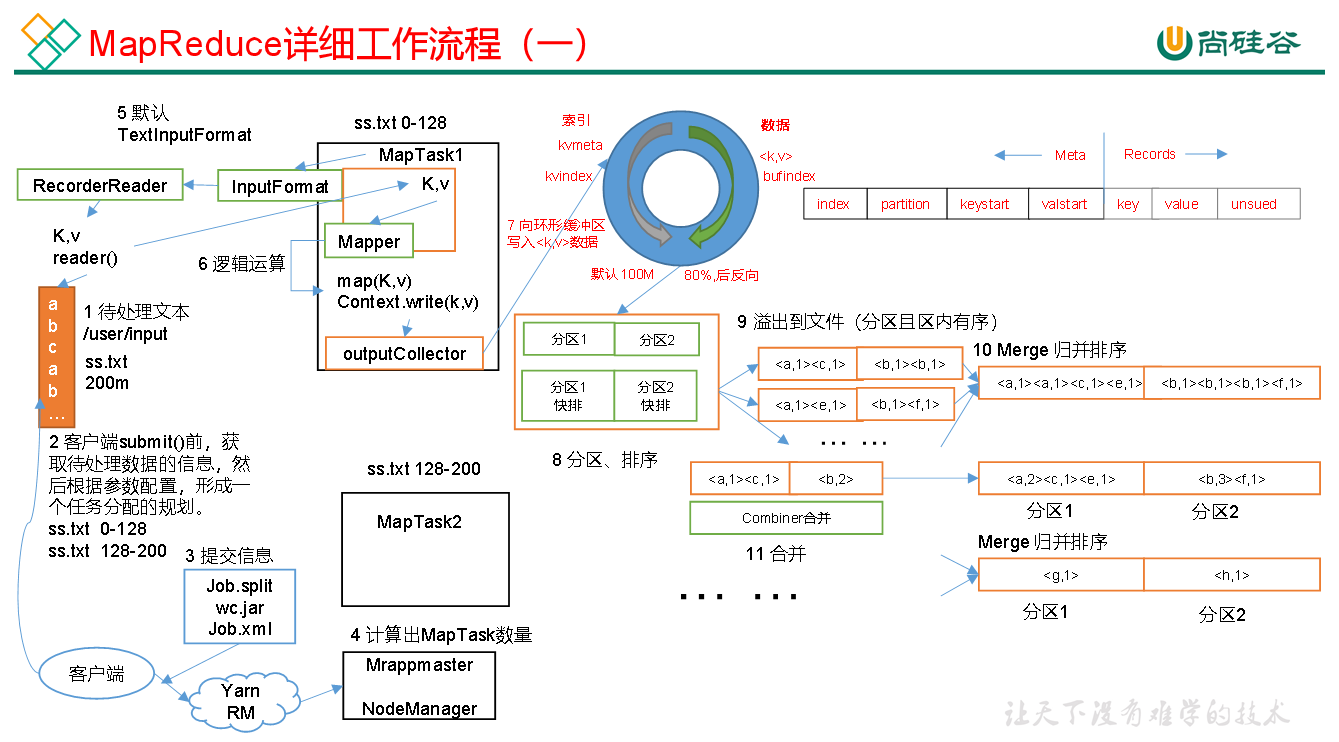 MapReduce详细工作流程（一）
尚硅谷
5 默认
TextInputFormat
ss.txt 0-128
MapTask1
RecorderReader
InputFormat
K,v
Mapper
K,v
reader()
6 逻辑运算
map(K,v)
Context.write(k,v)
outputCollector
a
b
c
a
b
...
1 待处理文本
/user/input
ss.txt
200m
2 客户端submit()前，获
取待处理数据的信息，然
后根据参数配置，形成一
个任务分配的规划。
ss.txt 0-128
ss.txt 128-200
3 提交信息
Job.split
wc.jar
Job.xml
客户端
Yarn
RM
4 计算出MapTask数量
Mrappmaster
NodeManager
ss.txt 128-200
MapTask2
索引
kvmeta
kvindex
数据
<k,v>
bufindex
7 向环形缓冲区
写入<k,v>数据
默认100M
80%,后反向
Meta
Records
index
partition
keystart
valstart
key
value
unsued
分区1
分区2
分区1
快排
分区2
快排
8 分区、排序
9 溢出到文件（分区且区内有序）
<a,1><c,1>
<b,1><b,1>
<a,1><e,1>
<b,1><f,1>
... ...
10 Merge 归并排序
<a,1><a,1><c,1><e,1>
<b,1><b,1><b,1><f,1>
<a,1><c,1>
<b,2>
Combiner合并
11 合并
<a,2><c,1><e,1>
<b,3><f,1>
分区1
分区2
Merge 归并排序
<g,1>
<h,1>
分区1
分区2
... ...
让天下没有难学的技术